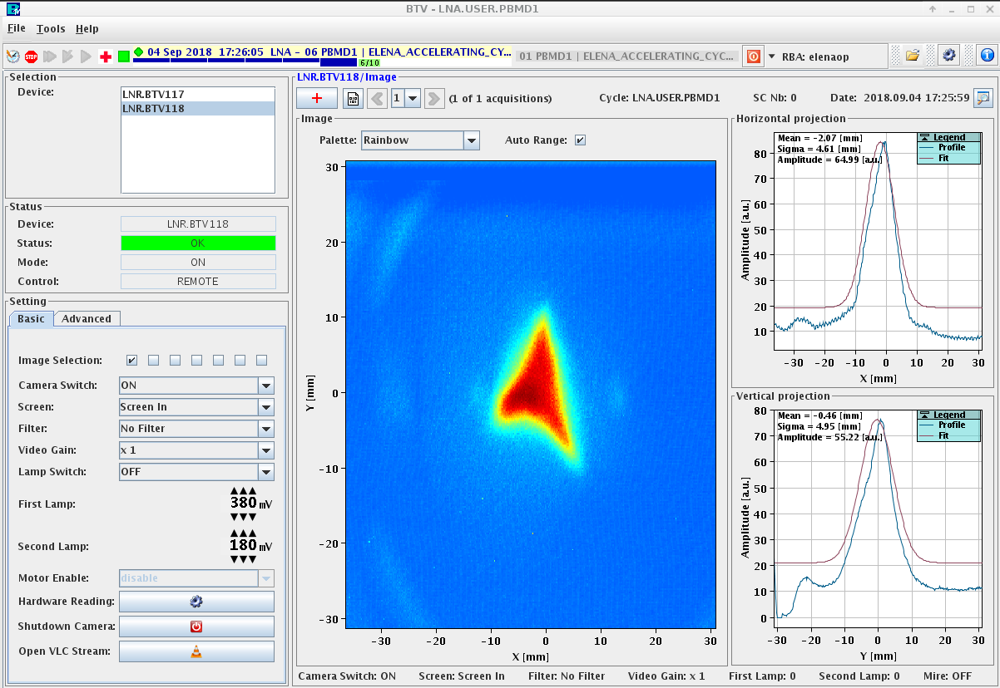 BTV - LNA.USER.PBMD1
File Tools Help
STOP 04 Sep 2018 17:26:05 LNA - 06 PBMD1 | ELENA_ACCELERATING_CY... 01 PBMD1 | ELENA_ACCELERATING_CYC... RBA: elenaop
6/10
Selection
Device:
LNR.BTV117
LNR.BTV118
Status
Device: LNR.BTV118
Status: OK
Mode: ON
Control: REMOTE
Setting
Basic Advanced
Image Selection:
Camera Switch: ON
Screen: Screen In
Filter: No Filter
Video Gain: x 1
Lamp Switch: OFF
First Lamp: 380 mV
Second Lamp: 180 mV
Motor Enable: disable
Hardware Reading:
Shutdown Camera:
Open VLC Stream:
LNR.BTV118/Image
1 (1 of 1 acquisitions) Cycle: LNA.USER.PBMD1 SC Nb: 0 Date: 2018.09.04 17:25:59
Image
Palette: Rainbow Auto Range:
30
20
10
0
-10
-20
-30
Y [mm]
-30 -20 -10 0 10 20 30
X [mm]
Horizontal projection
Mean = -2.07 [mm]
Sigma = 4.61 [mm]
Amplitude = 64.99 [a.u.]
Legend
Profile
Fit
80
70
60
50
40
30
20
10
Amplitude [a.u.]
-30 -20 -10 0 10 20 30
X [mm]
Vertical projection
Mean = -0.46 [mm]
Sigma = 4.95 [mm]
Amplitude = 55.22 [a.u.]
Legend
Profile
Fit
80
70
60
50
40
30
20
10
0
Amplitude [a.u.]
-30 -20 -10 0 10 20 30
Y [mm]
Camera Switch: ON Screen: Screen In Filter: No Filter Video Gain: x 1 First Lamp: 0 Second Lamp: 0 Mire: OFF